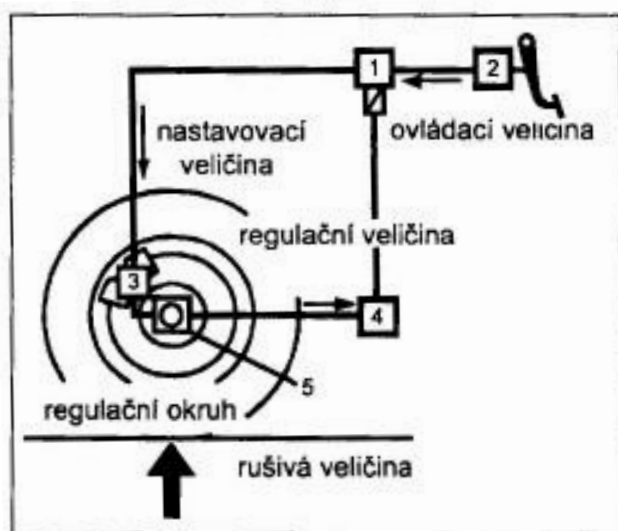 1
2
ovládací veličina
nastavovací
veličina
regulační veličina
3
4
5
regulační okruh
rušivá veličina